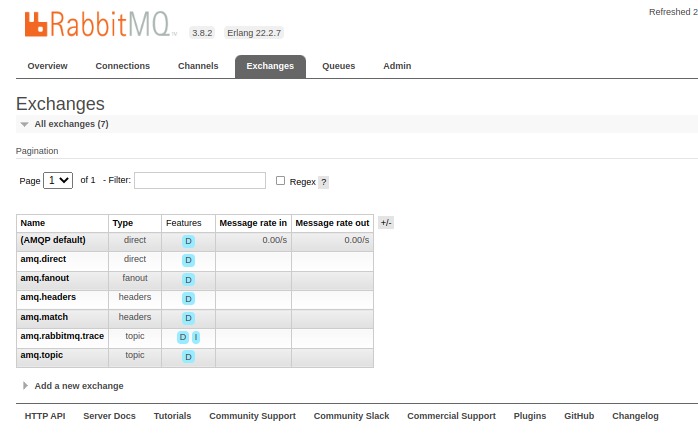 RabbitMQ™ 3.8.2 Erlang 22.2.7 Refreshed 2
Overview Connections Channels Exchanges Queues Admin
Exchanges
All exchanges (7)
Pagination
Page 1 of 1 - Filter: Regex ?
Name Type Features Message rate in Message rate out +/-
(AMQP default) direct D 0.00/s 0.00/s
amq.direct direct D
amq.fanout fanout D
amq.headers headers D
amq.match headers D
amq.rabbitmq.trace topic D I
amq.topic topic D
Add a new exchange
HTTP API Server Docs Tutorials Community Support Community Slack Commercial Support Plugins GitHub Changelog